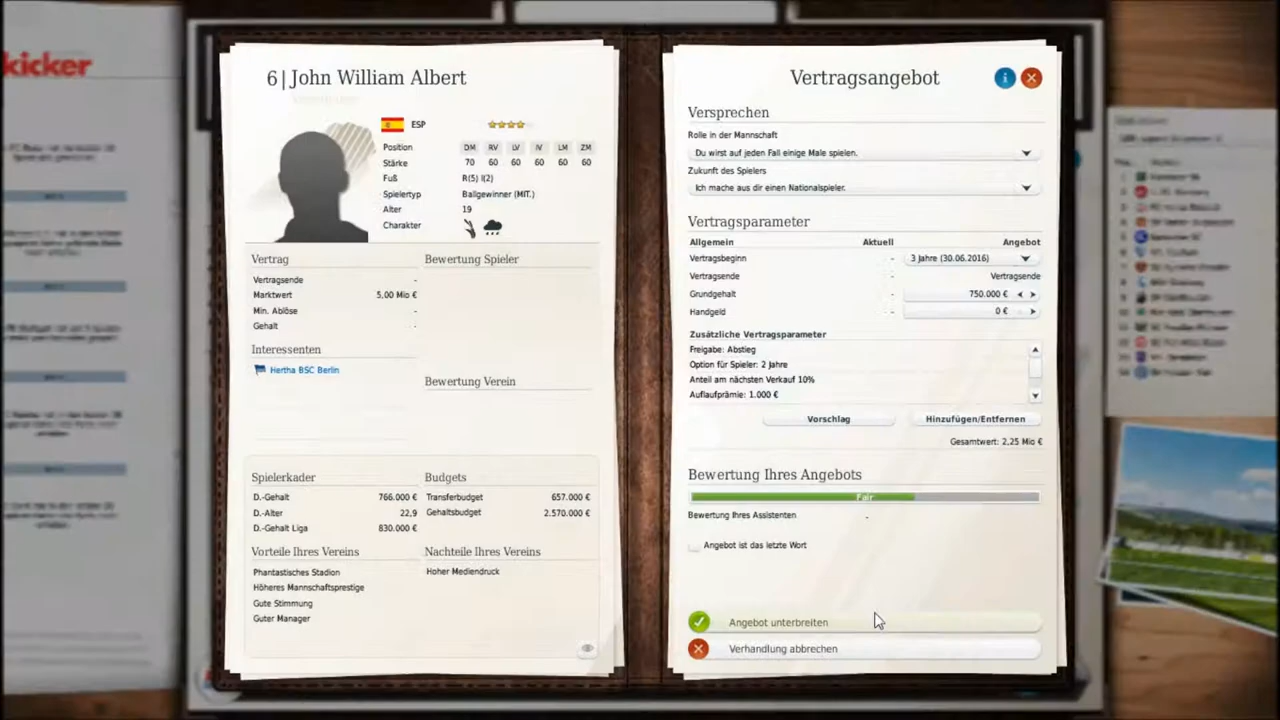 kicker
6| John William Albert
ESP
Position DM RV LV IV LM ZM
Stärke 70 60 60 60 60 60
Fuß R(5) l(2)
Spielertyp Ballgewinner (MIT.)
Alter 19
Charakter
Vertrag
Vertragsende -
Marktwert 5,00 Mio €
Min. Ablöse -
Gehalt -
Bewertung Spieler
Interessenten
Hertha BSC Berlin
Bewertung Verein
Spielerkader
D.-Gehalt 766.000 €
D.-Alter 22,9
D.-Gehalt Liga 830.000 €
Budgets
Transferbudget 657.000 €
Gehaltsbudget 2.570.000 €
Vorteile Ihres Vereins
Phantastisches Stadion
Höheres Mannschaftsprestige
Gute Stimmung
Guter Manager
Nachteile Ihres Vereins
Hoher Mediendruck
Vertragsangebot
Versprechen
Rolle in der Mannschaft
Du wirst auf jeden Fall einige Male spielen.
Zukunft des Spielers
Ich mache aus dir einen Nationalspieler.
Vertragsparameter
Allgemein Aktuell Angebot
Vertragsbeginn - 3 Jahre (30.06.2016)
Vertragsende - Vertragsende
Grundgehalt - 750.000 €
Handgeld - 0 €
Zusätzliche Vertragsparameter
Freigabe: Abstieg
Option für Spieler: 2 Jahre
Anteil am nächsten Verkauf 10%
Auflaufprämie: 1.000 €
Vorschlag Hinzufügen/Entfernen
Gesamtwert: 2,25 Mio €
Bewertung Ihres Angebots
Fair
Bewertung Ihres Assistenten -
Angebot ist das letzte Wort
Angebot unterbreiten
Verhandlung abbrechen